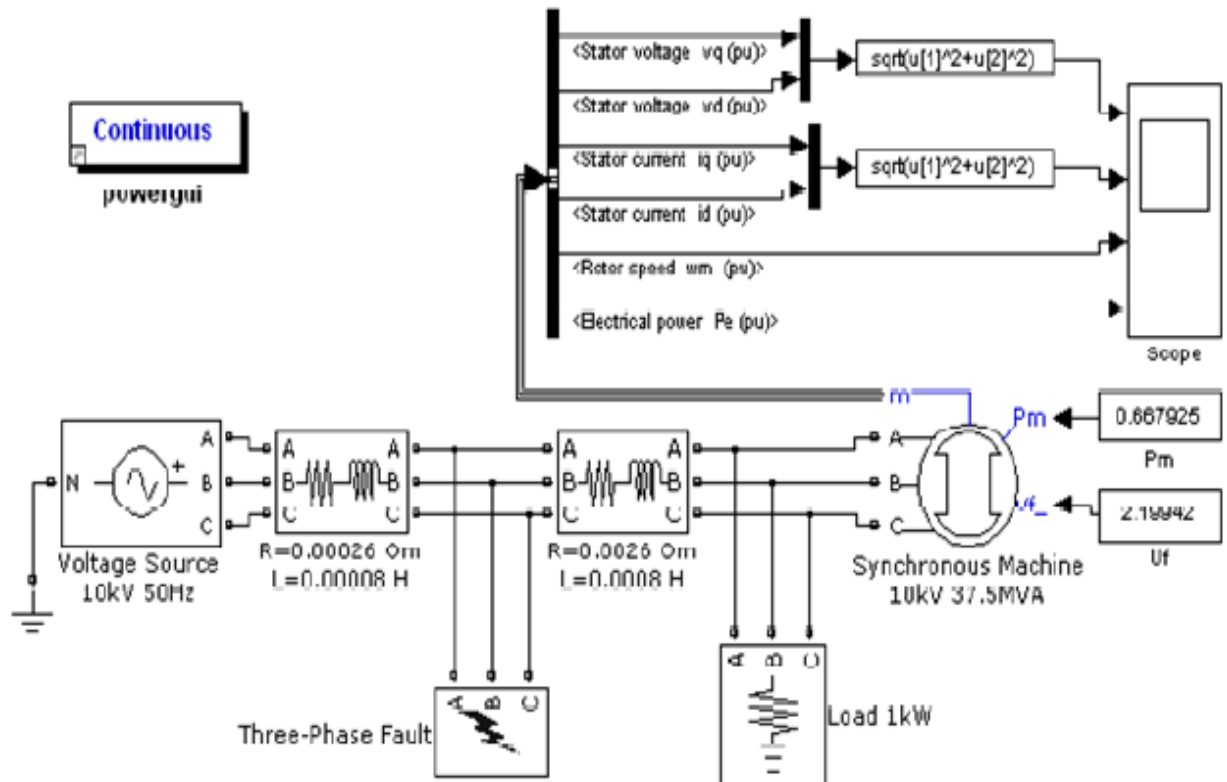 <Stator voltage vq (pu)>
sqrt(u[1]^2+u[2]^2)
<Stator voltage vd (pu)>
Continuous
<Stator current iq (pu)>
sqrt(u[1]^2+u[2]^2)
powergui
<Stator current id (pu)>
<Rotor speed wm (pu)>
<Electrical power Pe (pu)>
Scope
m
Pm
0.667925
Pm
A
A
A
A
A
A
N
B
B
B
B
B
B
C
C
C
C
C
C
Vf_
2.19942
Uf
Voltage Source
10kV 50Hz
R=0.00026 Om
L=0.00008 H
R=0.0026 Om
L=0.0008 H
Synchronous Machine
10kV 37.5MVA
A
B
C
Three-Phase Fault
A
B
C
Load 1kW